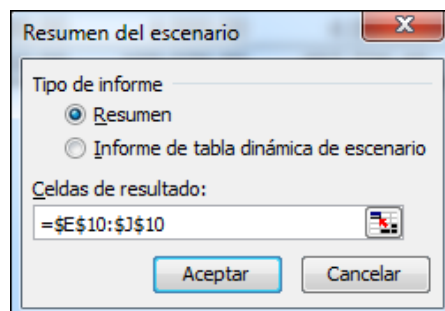 Resumen del escenario
Tipo de informe
Resumen
Informe de tabla dinámica de escenario
Celdas de resultado:
=$E$10:$J$10
Aceptar
Cancelar